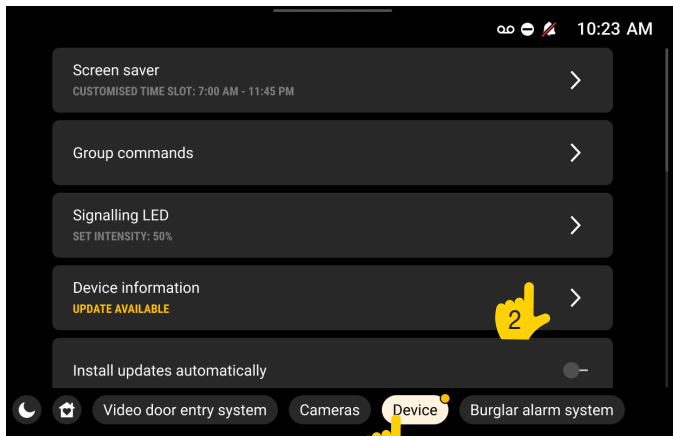 10:23 AM
Screen saver
CUSTOMISED TIME SLOT: 7:00 AM - 11:45 PM
Group commands
Signalling LED
SET INTENSITY: 50%
Device information
UPDATE AVAILABLE
2
Install updates automatically
Video door entry system Cameras Device Burglar alarm system